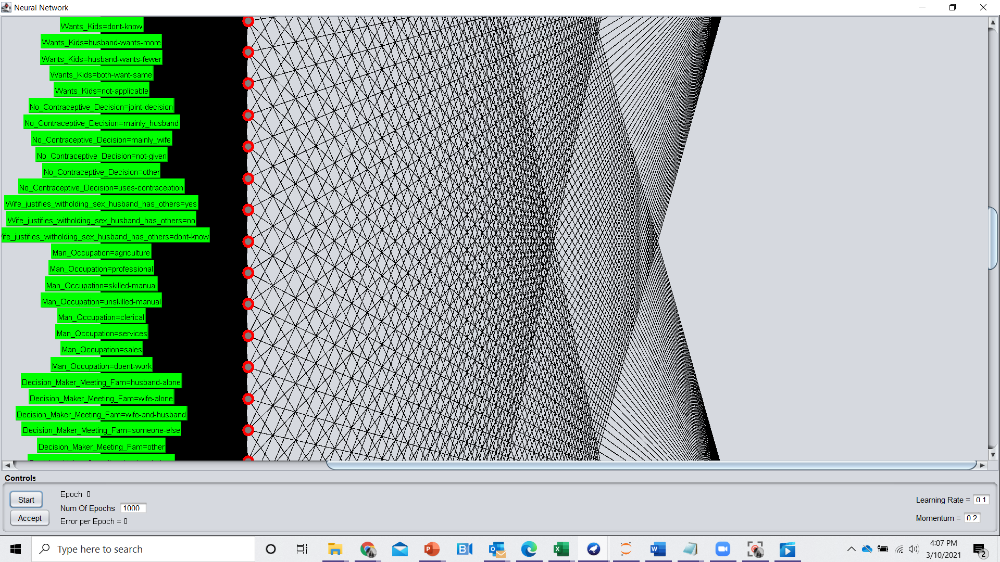 Neural Network
Wants_Kids=dont-know
Wants_Kids=husband-wants-more
Wants_Kids=husband-wants-fewer
Wants_Kids=both-want-same
Wants_Kids=not-applicable
No_Contraceptive_Decision=joint-decision
No_Contraceptive_Decision=mainly_husband
No_Contraceptive_Decision=mainly_wife
No_Contraceptive_Decision=not-given
No_Contraceptive_Decision=other
No_Contraceptive_Decision=uses-contraception
Wife_justifies_witholding_sex_husband_has_others=yes
Wife_justifies_witholding_sex_husband_has_others=no
ife_justifies_witholding_sex_husband_has_others=dont-know
Man_Occupation=agriculture
Man_Occupation=professional
Man_Occupation=skilled-manual
Man_Occupation=unskilled-manual
Man_Occupation=clerical
Man_Occupation=services
Man_Occupation=sales
Man_Occupation=doent-work
Decision_Maker_Meeting_Fam=husband-alone
Decision_Maker_Meeting_Fam=wife-alone
Decision_Maker_Meeting_Fam=wife-and-husband
Decision_Maker_Meeting_Fam=someone-else
Decision_Maker_Meeting_Fam=other
Controls
Start
Accept
Epoch 0
Num Of Epochs 1000
Error per Epoch = 0
Learning Rate = 0.1
Momentum = 0.2
Type here to search
4:07 PM
3/10/2021
2